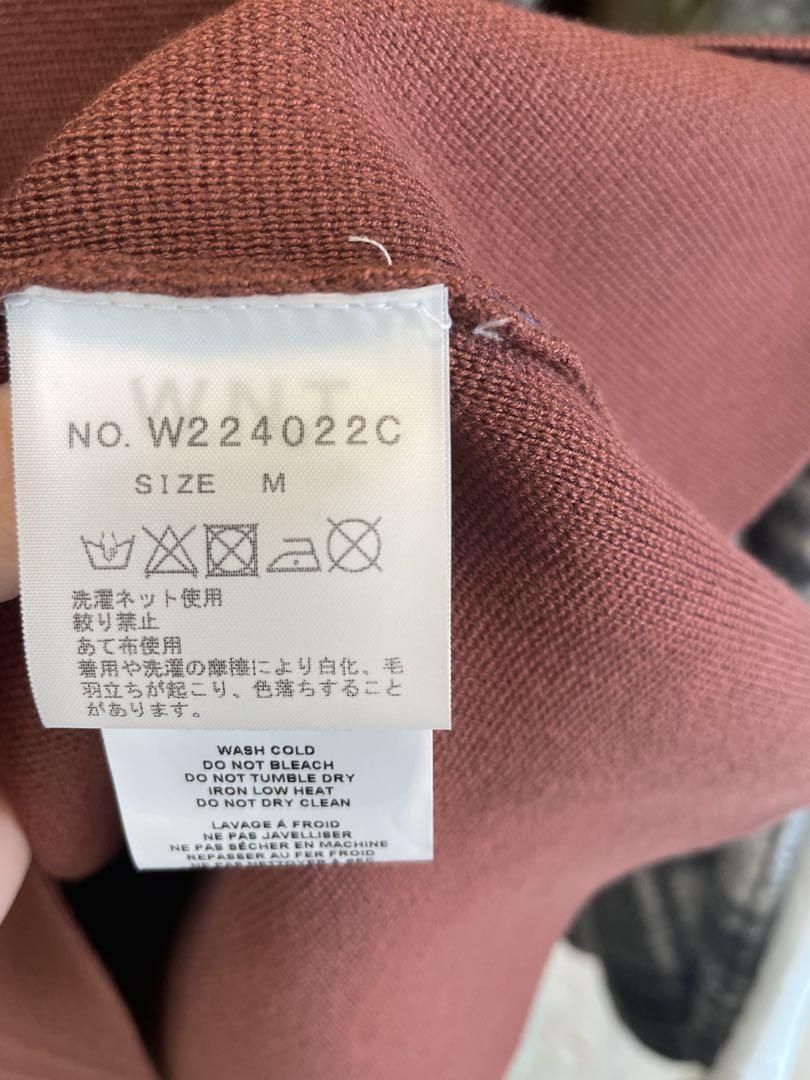 WNT
NO. W224022C
SIZE M
洗濯ネット使用
絞り禁止
あて布使用
着用や洗濯の摩擦により白化、毛
羽立ちが起こり、色落ちすること
があります。
WASH COLD
DO NOT BLEACH
DO NOT TUMBLE DRY
IRON LOW HEAT
DO NOT DRY CLEAN
LAVAGE Á FROID
NE PAS JAVELLISER
NE PAS SÉCHER EN MACHINE
REPASSER AU FER FROID
NE PAS NETTOYER Á SEC